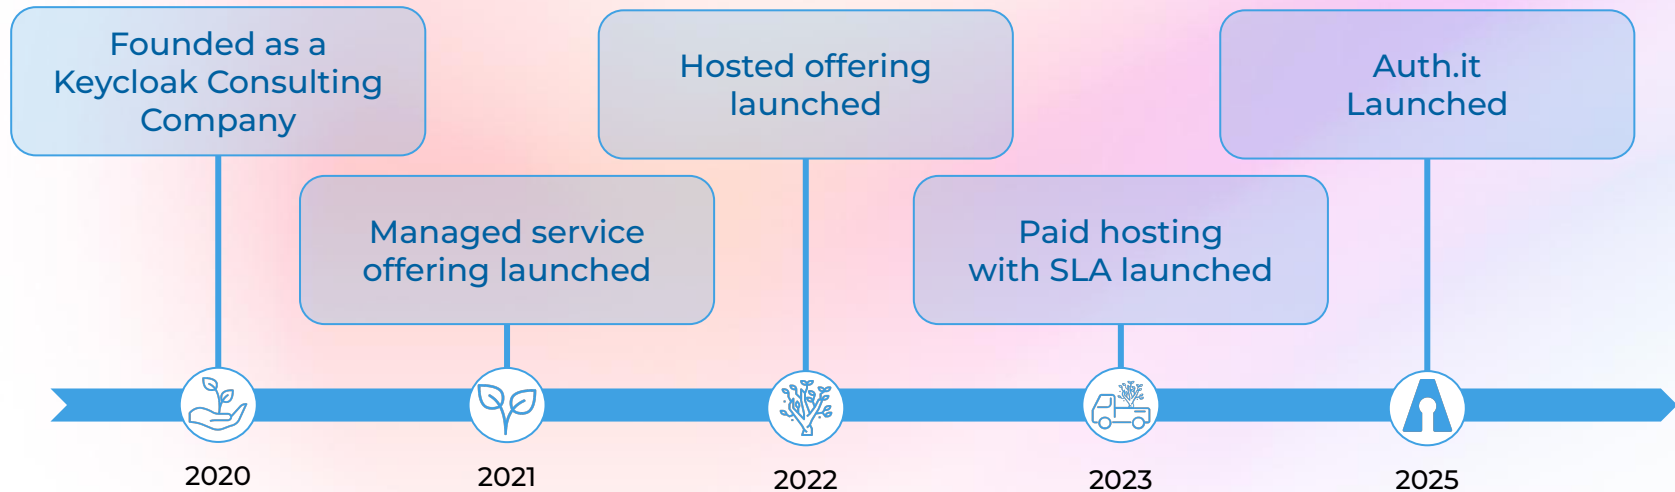 Founded as a
Keycloak Consulting
Company
Managed service
offering launched
Hosted offering
launched
Paid hosting
with SLA launched
Auth.it
Launched
2020
2021
2022
2023
2025